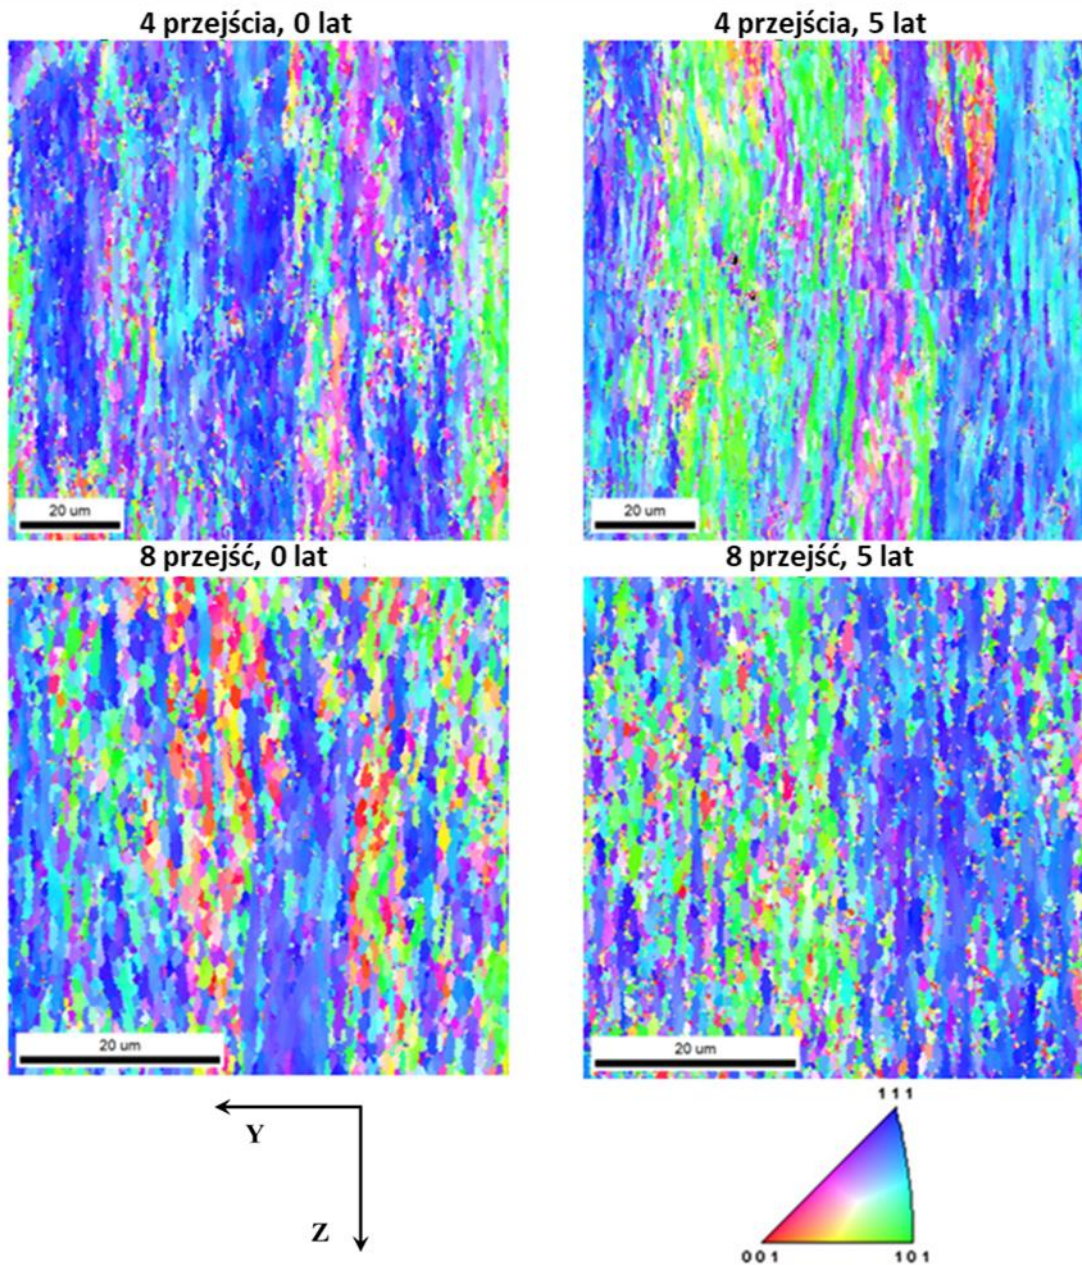 4 przejścia, 0 lat
4 przejścia, 5 lat
20 um
20 um
8 przejść, 0 lat
8 przejść, 5 lat
20 um
20 um
Y
Z
111
001
101